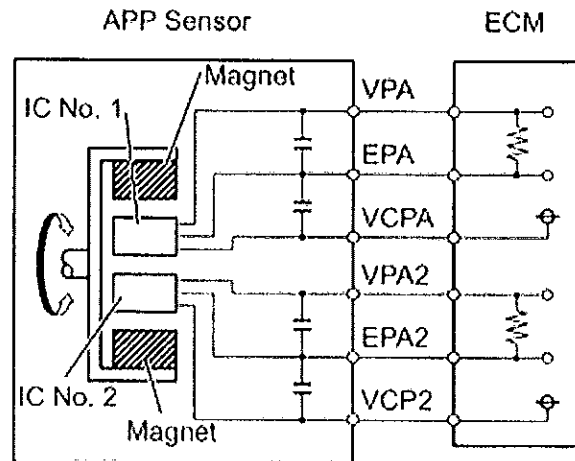 APP Sensor
ECM
Magnet
IC No. 1
VPA
EPA
VCPA
VPA2
EPA2
VCP2
IC No. 2
Magnet